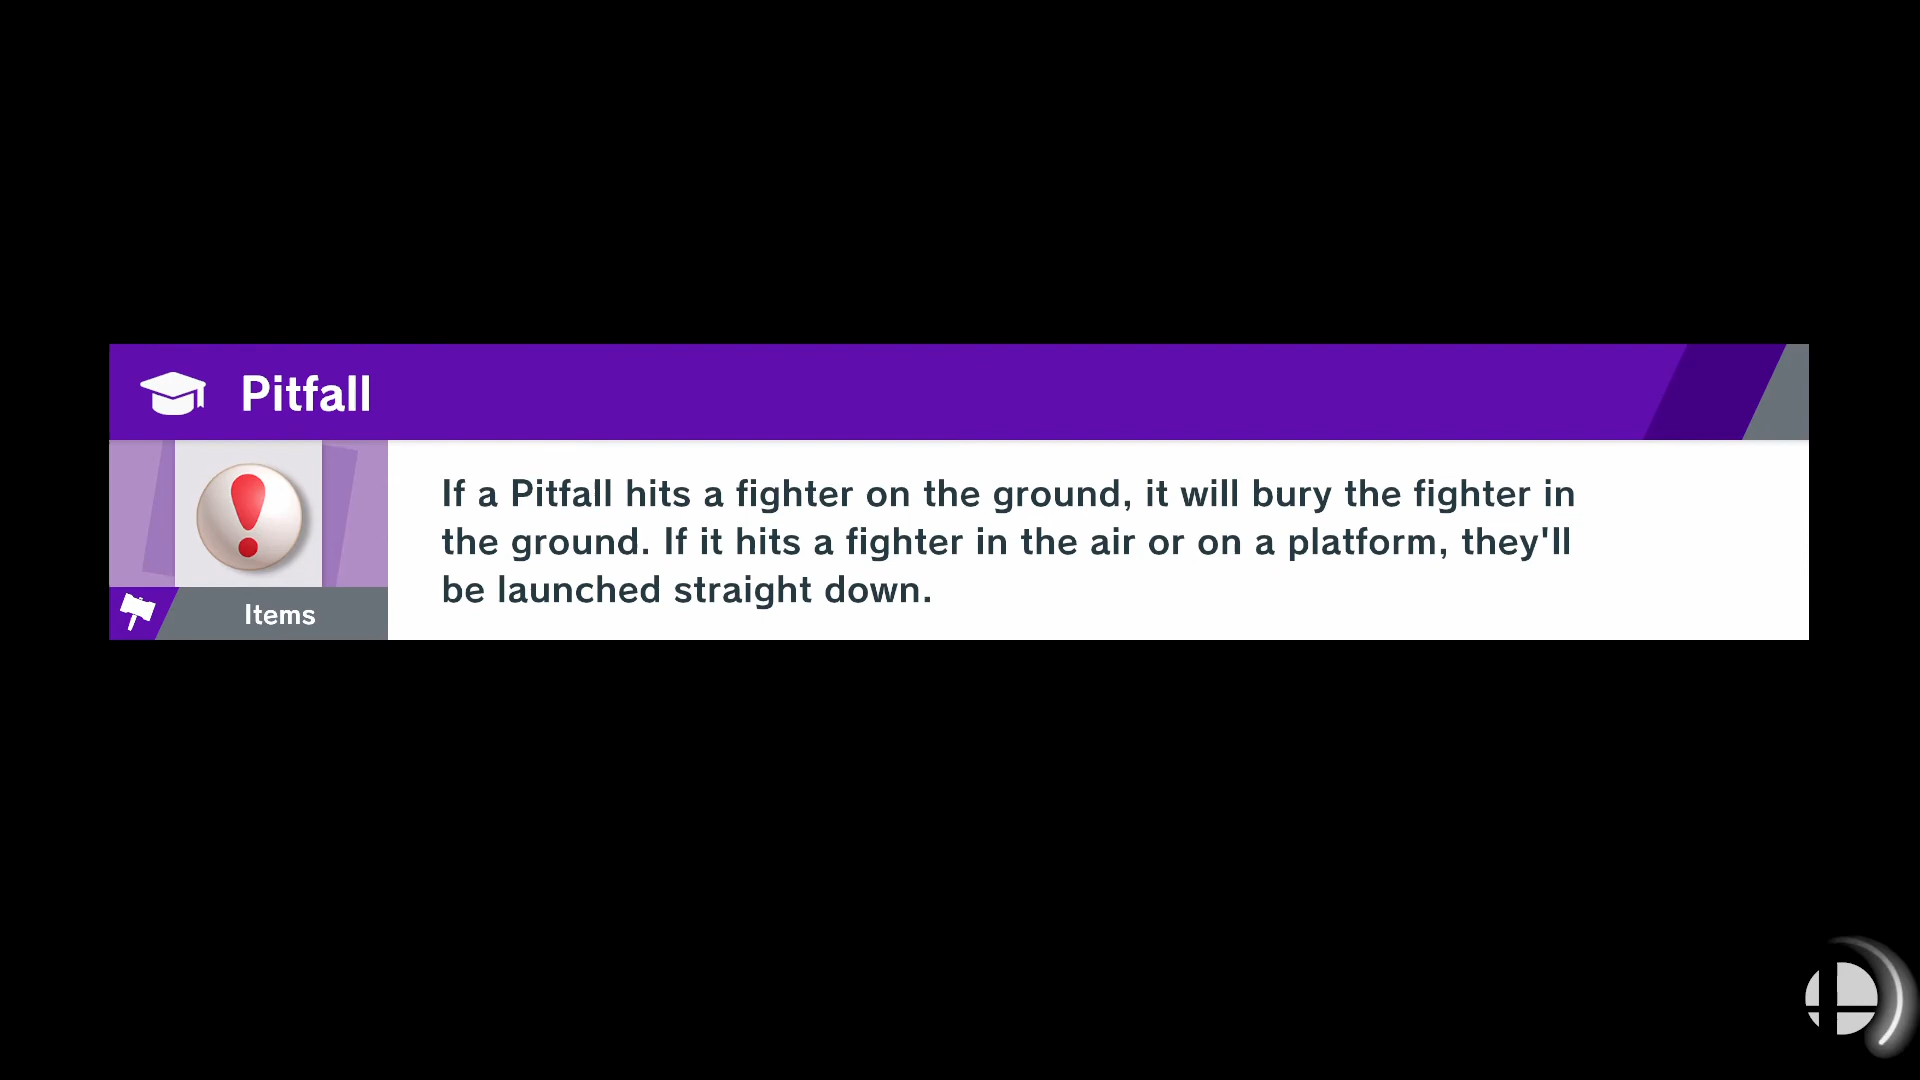 Pitfall
If a Pitfall hits a fighter on the ground, it will bury the fighter in
the ground. If it hits a fighter in the air or on a platform, they'll
be launched straight down.
Items